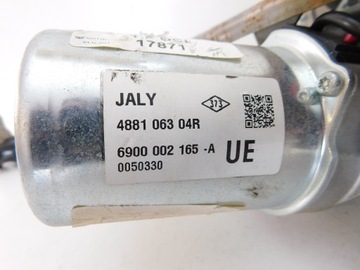 17871
JALY
4881 063 04R
6900 002 165 -A
0050330
UE